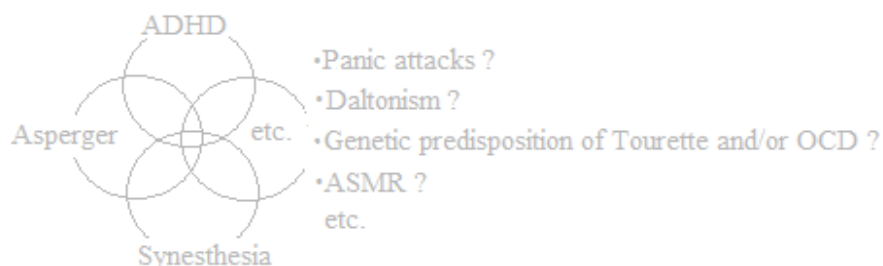 ADHD
Asperger
etc.
Synesthesia
•Panic attacks ?
•Daltonism ?
•Genetic predisposition of Tourette and/or OCD ?
•ASMR ?
etc.